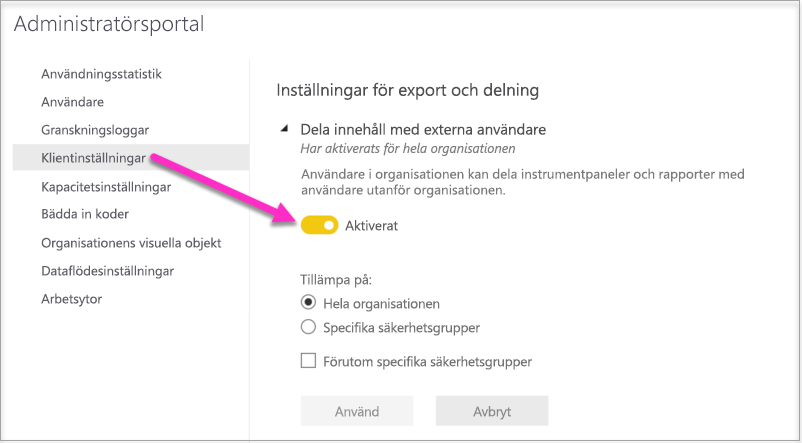 Administratörsportal
Användningsstatistik
Användare
Granskningsloggar
Klientinställningar
Kapacitetsinställningar
Bädda in koder
Organisationens visuella objekt
Dataflödesinställningar
Arbetsytor
Inställningar för export och delning
Dela innehåll med externa användare
Har aktiverats för hela organisationen
Användare i organisationen kan dela instrumentpaneler och rapporter med
användare utanför organisationen.
Aktiverat
Tillämpa på:
Hela organisationen
Specifika säkerhetsgrupper
Förutom specifika säkerhetsgrupper
Använd
Avbryt